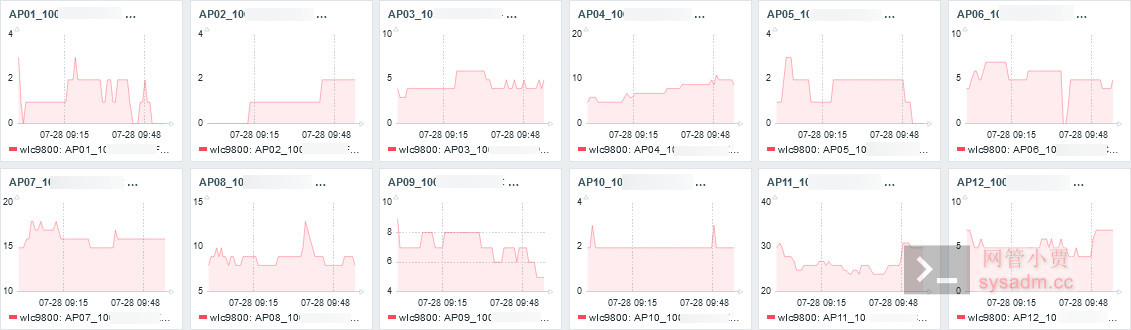 AP01_100 ...
AP02_100 ...
AP03_10 ...
AP04_10 ...
AP05_10 ...
AP06_10 ...
4
2
0
07-28 09:15 07-28 09:48
wlc9800: AP01_10 F...
4
2
0
07-28 09:15 07-28 09:48
wlc9800: AP02_100 F...
10
5
0
07-28 09:15 07-28 09:48
wlc9800: AP03_10 ...
20
10
0
07-28 09:15 07-28 09:48
wlc9800: AP04_10 ...
4
2
0
07-28 09:15 07-28 09:48
wlc9800: AP05_10 ...
10
5
0
07-28 09:15 07-28 09:48
wlc9800: AP06_10 ...
AP07_10 ...
AP08_10 ...
AP09_100 ...
AP10_10 ...
AP11_10 ...
AP12_100 ...
20
15
10
07-28 09:15 07-28 09:48
wlc9800: AP07_10 ...
15
10
5
07-28 09:15 07-28 09:48
wlc9800: AP08_10 ...
10
8
6
4
07-28 09:15 07-28 09:48
wlc9800: AP09_10 ...
4
2
0
07-28 09:15 07-28 09:48
wlc9800: AP10_10 ...
40
30
20
07-28 09:15 07-28 09:48
wlc9800: AP11_10 ...
10
5
0
07-28 09:15 07-28 09:48
wlc9800: AP12_10 ...
网管小贾
sysadm.cc